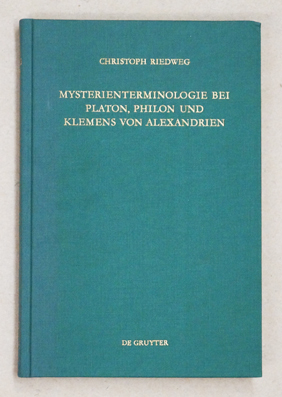 CHRISTOPH RIEDWEG
MYSTERIENTERMINOLOGIE BEI
PLATON, PHILON UND
KLEMENS VON ALEXANDRIEN
DE GRUYTER